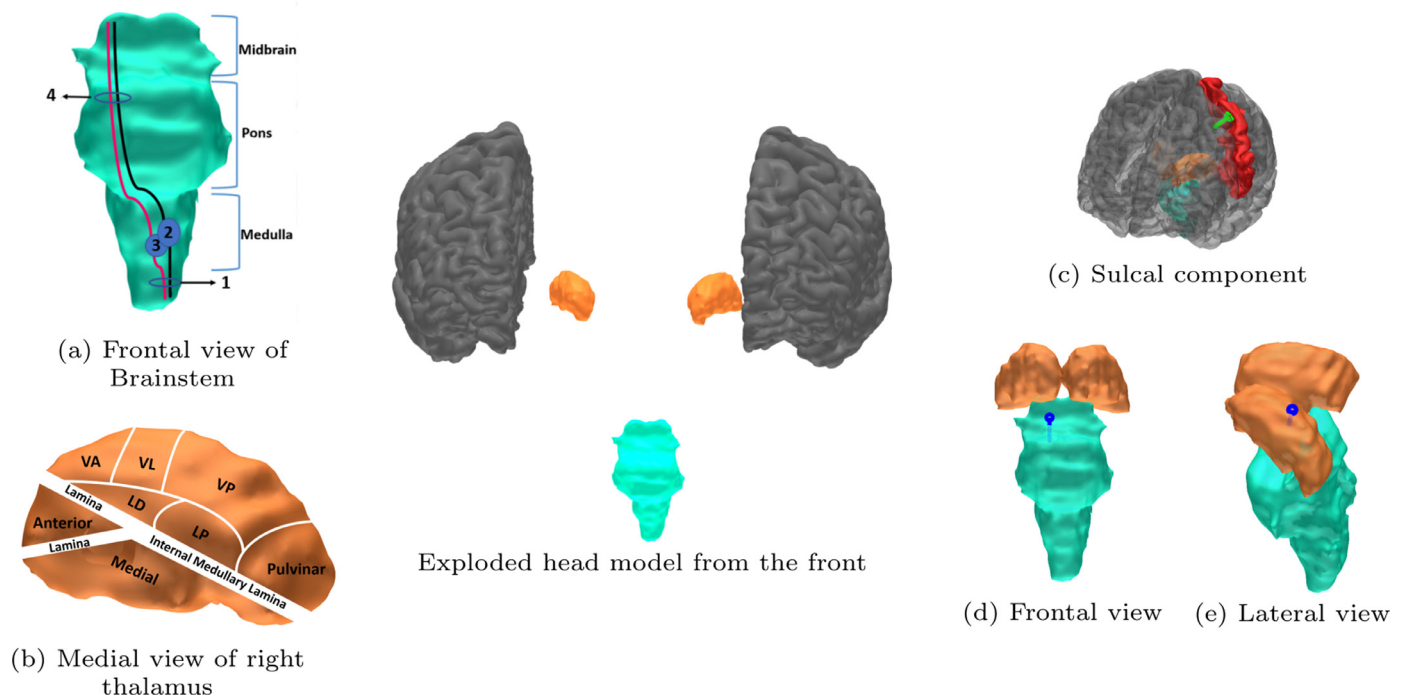 Midbrain
4
Pons
2
Medulla
3
1
(a) Frontal view of
Brainstem
VA
VL
VP
Lamina
LD
LP
Anterior
Lamina
Internal Medullary Lamina
Medial
Pulvinar
(b) Medial view of right
thalamus
Exploded head model from the front
(c) Sulcal component
(d) Frontal view
(e) Lateral view